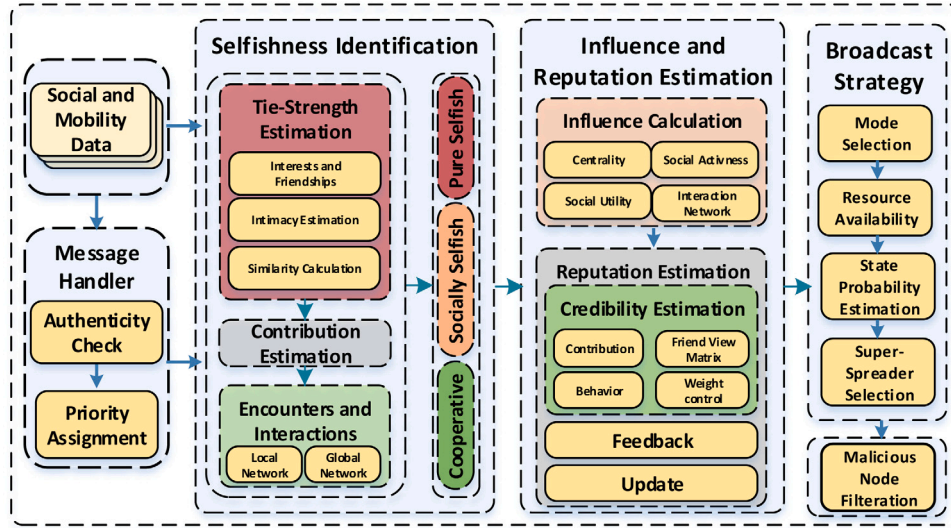 Social and
Mobility
Data
Message
Handler
Authenticity
Check
Priority
Assignment
Selfishness Identification
Tie-Strength
Estimation
Interests and
Friendships
Intimacy Estimation
Similarity Calculation
Contribution
Estimation
Encounters and
Interactions
Local
Network
Global
Network
Pure Selfish
Socially Selfish
Cooperative
Influence and
Reputation Estimation
Influence Calculation
Centrality
Social Activness
Social Utility
Interaction
Network
Reputation Estimation
Credibility Estimation
Contribution
Friend View
Matrix
Behavior
Weight
control
Feedback
Update
Broadcast
Strategy
Mode
Selection
Resource
Availability
State
Probability
Estimation
Super-
Spreader
Selection
Malicious
Node
Filteration